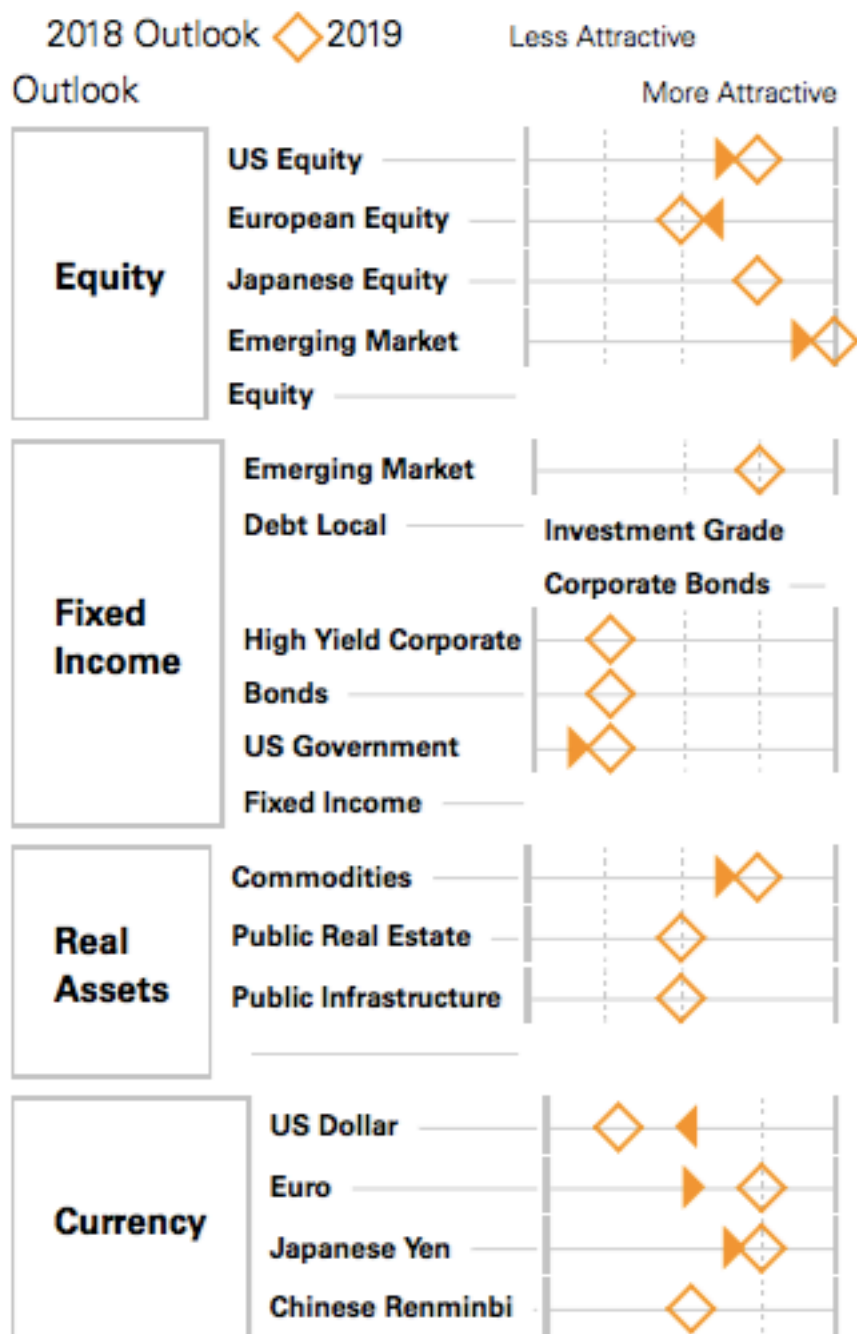 2018 Outlook 2019
Less Attractive
Outlook
More Attractive
Equity
US Equity
European Equity
Japanese Equity
Emerging Market
Equity
Fixed
Income
Emerging Market
Debt Local
Investment Grade
Corporate Bonds
High Yield Corporate
Bonds
US Government
Fixed Income
Real
Assets
Commodities
Public Real Estate
Public Infrastructure
Currency
US Dollar
Euro
Japanese Yen
Chinese Renminbi